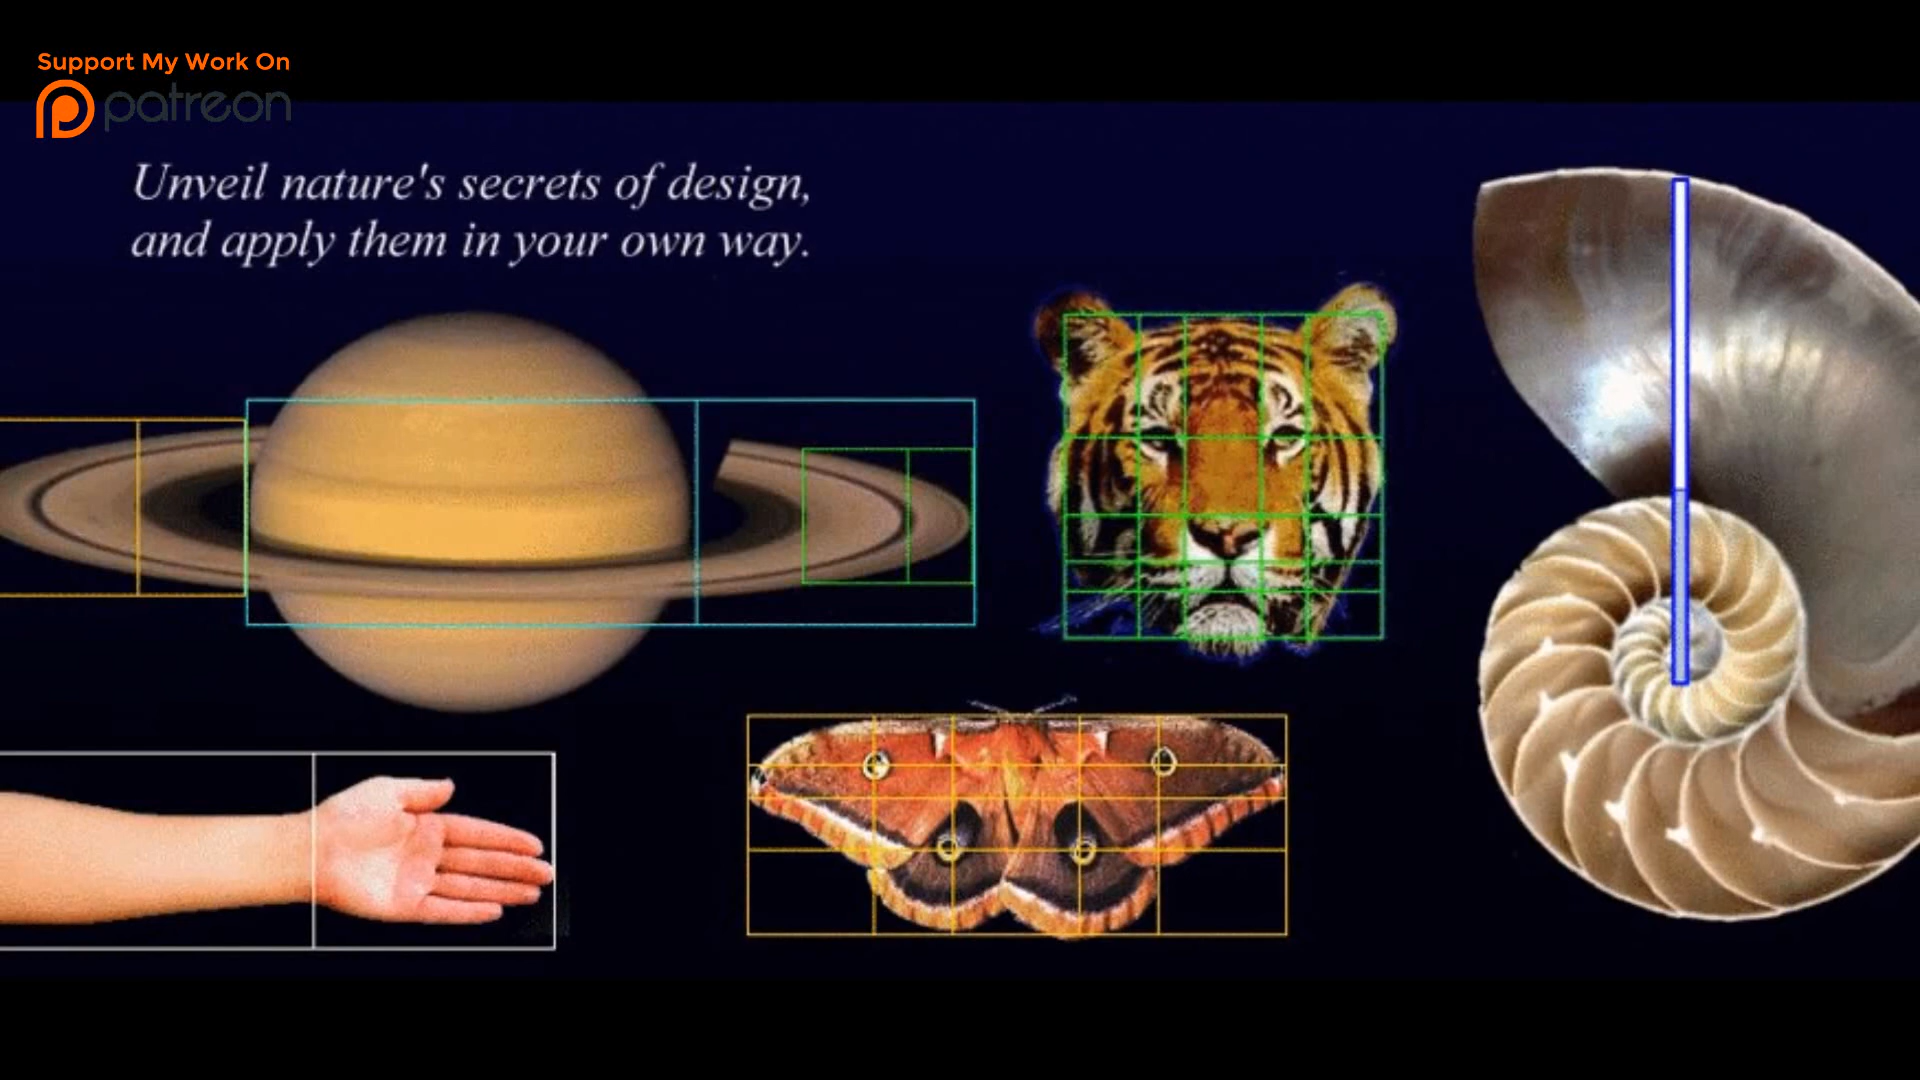 Support My Work On
patreon
Unveil nature's secrets of design,
and apply them in your own way.